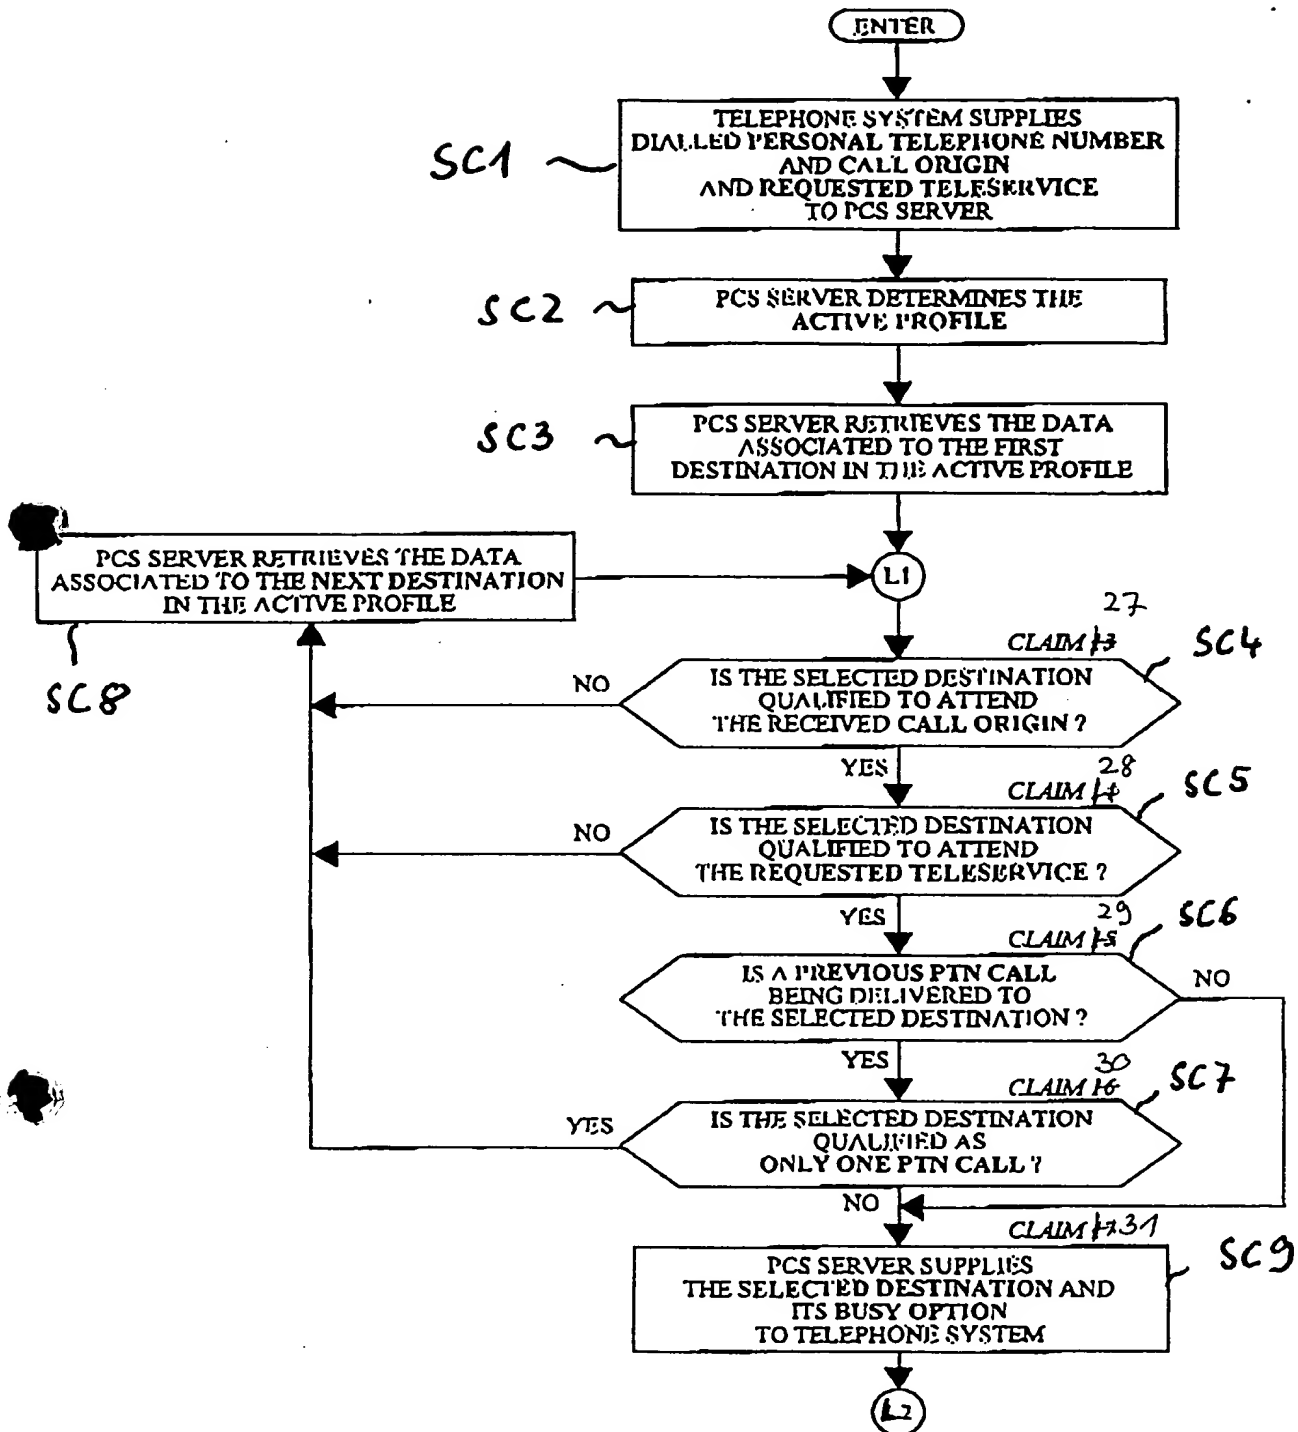 ENTER
TELEPHONE SYSTEM SUPPLIES
DIALLED PERSONAL TELEPHONE NUMBER
AND CALL ORIGIN
AND REQUESTED TELESERVICE
TO PCS SERVER
SC1
PCS SERVER DETERMINES THE
ACTIVE PROFILE
SC2
PCS SERVER RETRIEVES THE DATA
ASSOCIATED TO THE FIRST
DESTINATION IN THE ACTIVE PROFILE
SC3
PCS SERVER RETRIEVES THE DATA
ASSOCIATED TO THE NEXT DESTINATION
IN THE ACTIVE PROFILE
SC8
L1
27
CLAIM 13
SC4
IS THE SELECTED DESTINATION
QUALIFIED TO ATTEND
THE RECEIVED CALL ORIGIN ?
NO
YES
28
CLAIM 14
SC5
IS THE SELECTED DESTINATION
QUALIFIED TO ATTEND
THE REQUESTED TELESERVICE ?
NO
YES
29
CLAIM 15
SC6
IS A PREVIOUS PTN CALL
BEING DELIVERED TO
THE SELECTED DESTINATION ?
NO
YES
30
CLAIM 16
SC7
IS THE SELECTED DESTINATION
QUALIFIED AS
ONLY ONE PTN CALL ?
YES
NO
CLAIM 17 31
SC9
PCS SERVER SUPPLIES
THE SELECTED DESTINATION AND
ITS BUSY OPTION
TO TELEPHONE SYSTEM
L2